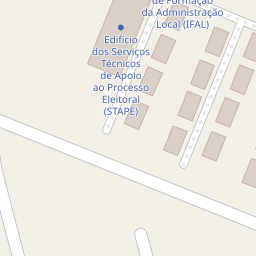 de Formação
da Administração
Local (IFAL)
Edifício
dos Serviços
Técnicos
de Apoio
ao Processo
Eleitoral
(STAPE)